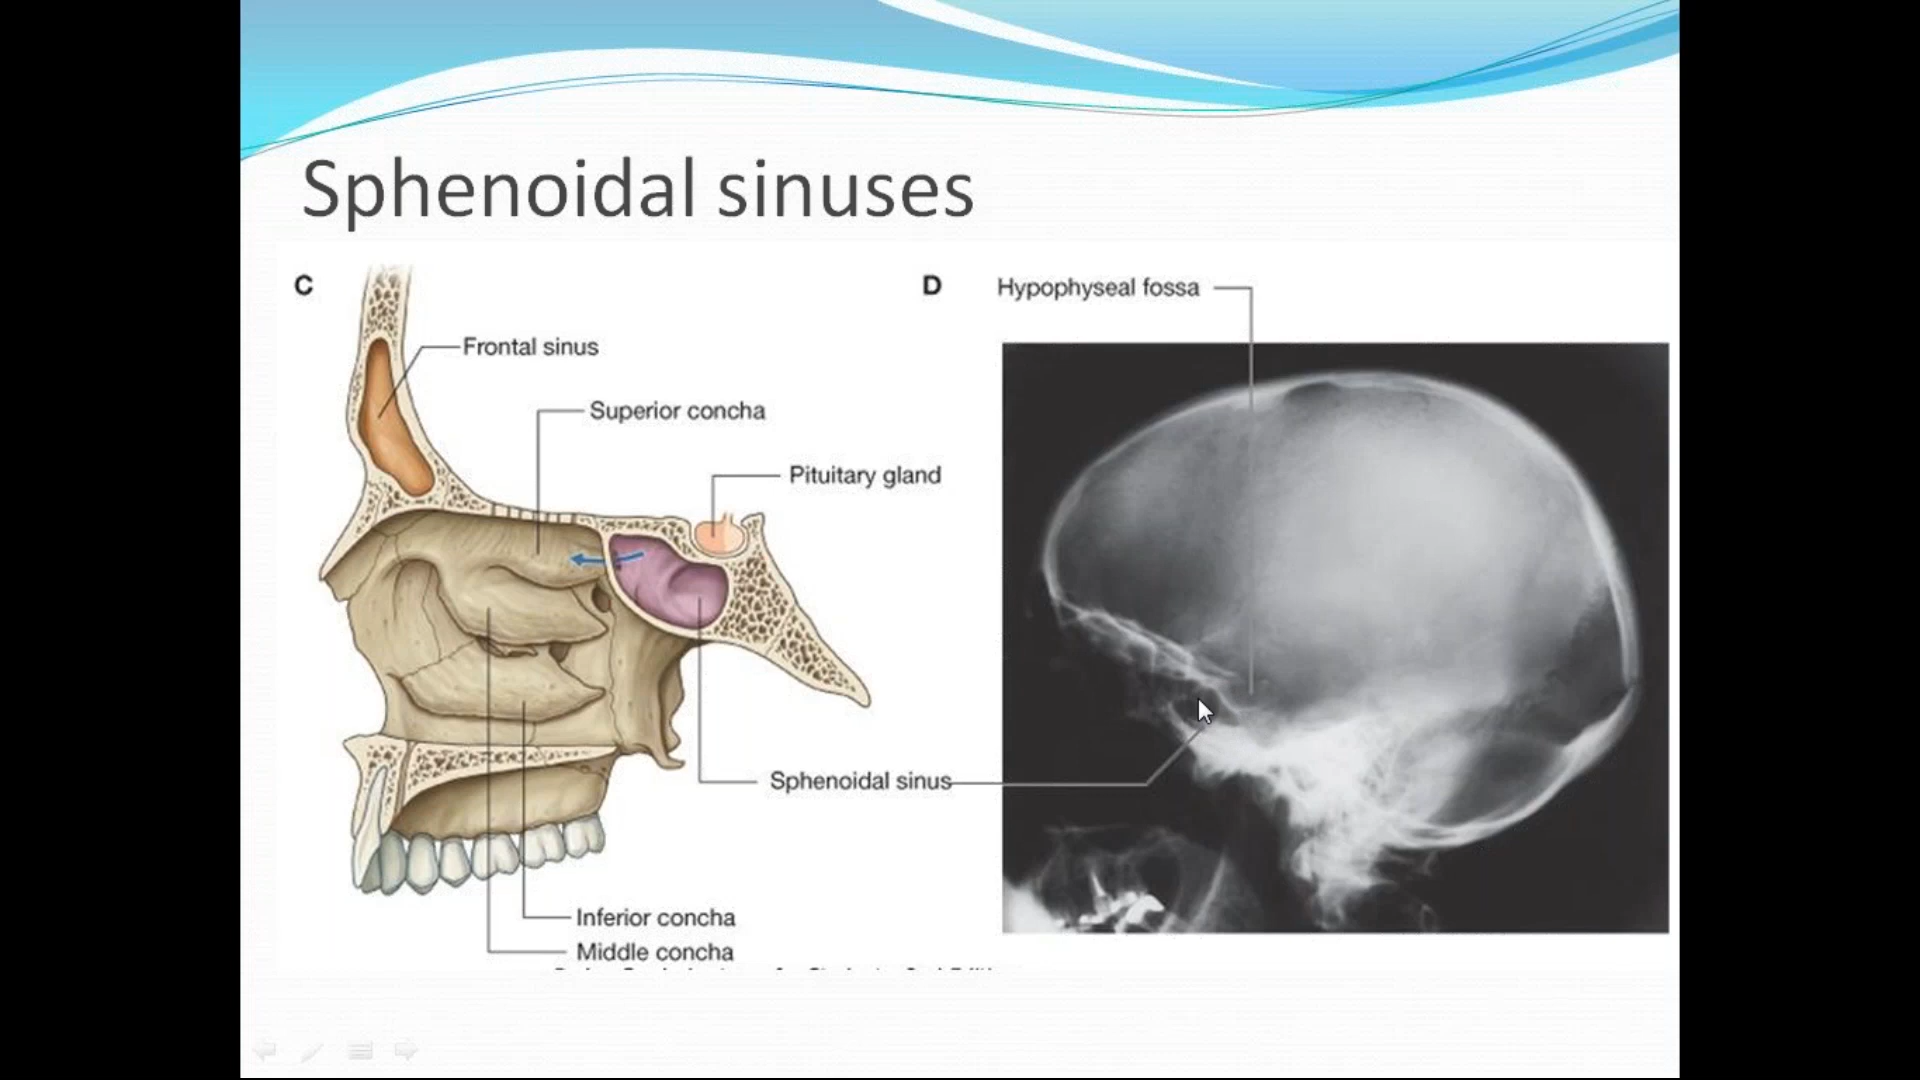 Sphenoidal sinuses
C
D
Hypophyseal fossa
Frontal sinus
Superior concha
Pituitary gland
Sphenoidal sinus
Inferior concha
Middle concha